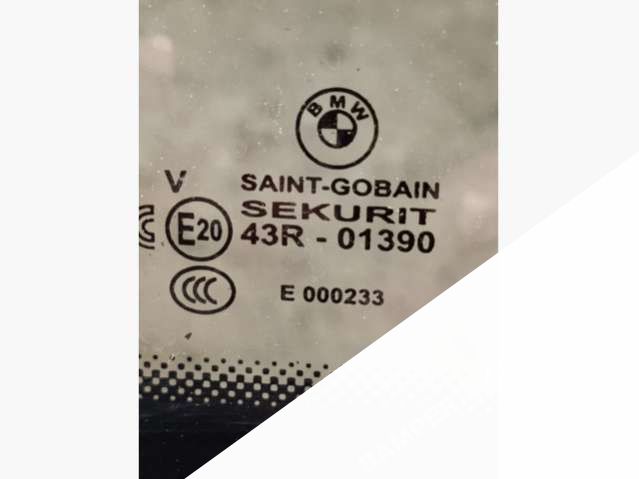 BMW
V
SAINT-GOBAIN
SEKURIT
E20
43R - 01390
CCC
E 000233